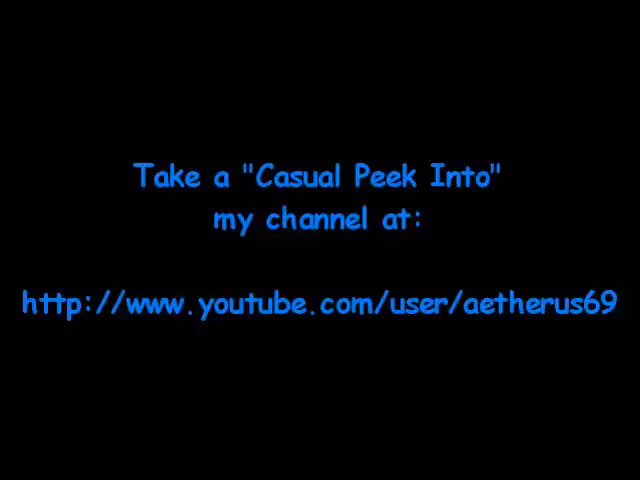 Take a "Casual Peek Into"
my channel at:
http://www.youtube.com/user/aetherus69